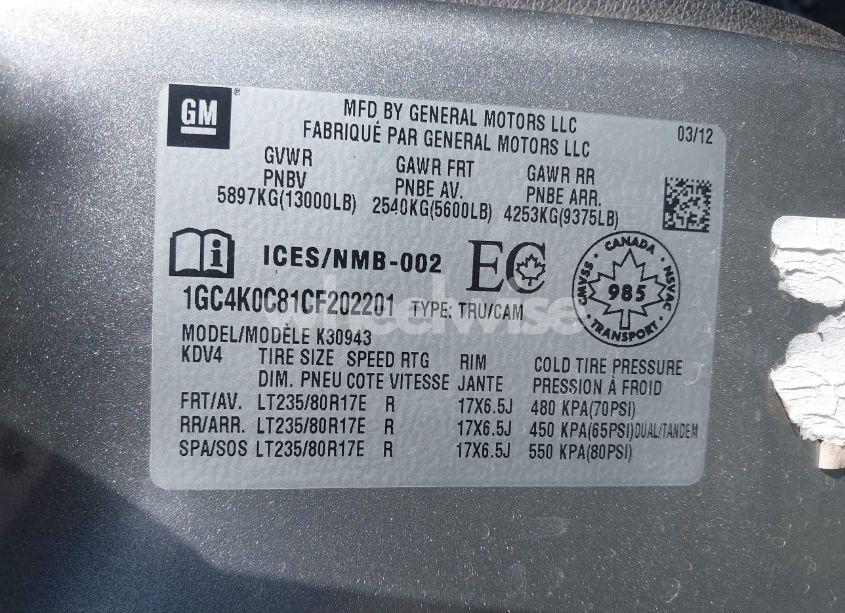 GM
MFD BY GENERAL MOTORS LLC
FABRIQUÉ PAR GENERAL MOTORS LLC
03/12
GVWR GAWR FRT GAWR RR
PNBV PNBE AV. PNBE ARR.
5897KG(13000LB) 2540KG(5600LB) 4253KG(9375LB)
ICES/NMB-002 EC
CANADA
CMVSS 985 NSVAC
TRANSPORT
1GC4K0C81CF202201 TYPE: TRU/CAM
MODEL/MODÈLE K30943
KDV4 TIRE SIZE SPEED RTG RIM COLD TIRE PRESSURE
DIM. PNEU COTE VITESSE JANTE PRESSION À FROID
FRT/AV. LT235/80R17E R 17X6.5J 480 KPA(70PSI)
RR/ARR. LT235/80R17E R 17X6.5J 450 KPA(65PSI)DUAL/TANDEM
SPA/SOS LT235/80R17E R 17X6.5J 550 KPA(80PSI)